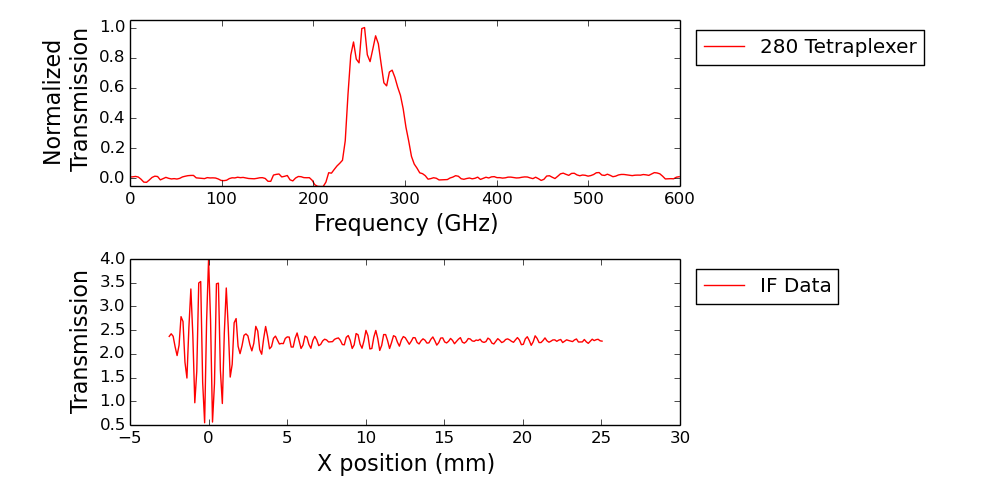 1.0
0.8
0.6
0.4
0.2
0.0
Normalized
Transmission
0 100 200 300 400 500 600
Frequency (GHz)
280 Tetraplexer
4.0
3.5
3.0
2.5
2.0
1.5
1.0
0.5
Transmission
−5 0 5 10 15 20 25 30
X position (mm)
IF Data